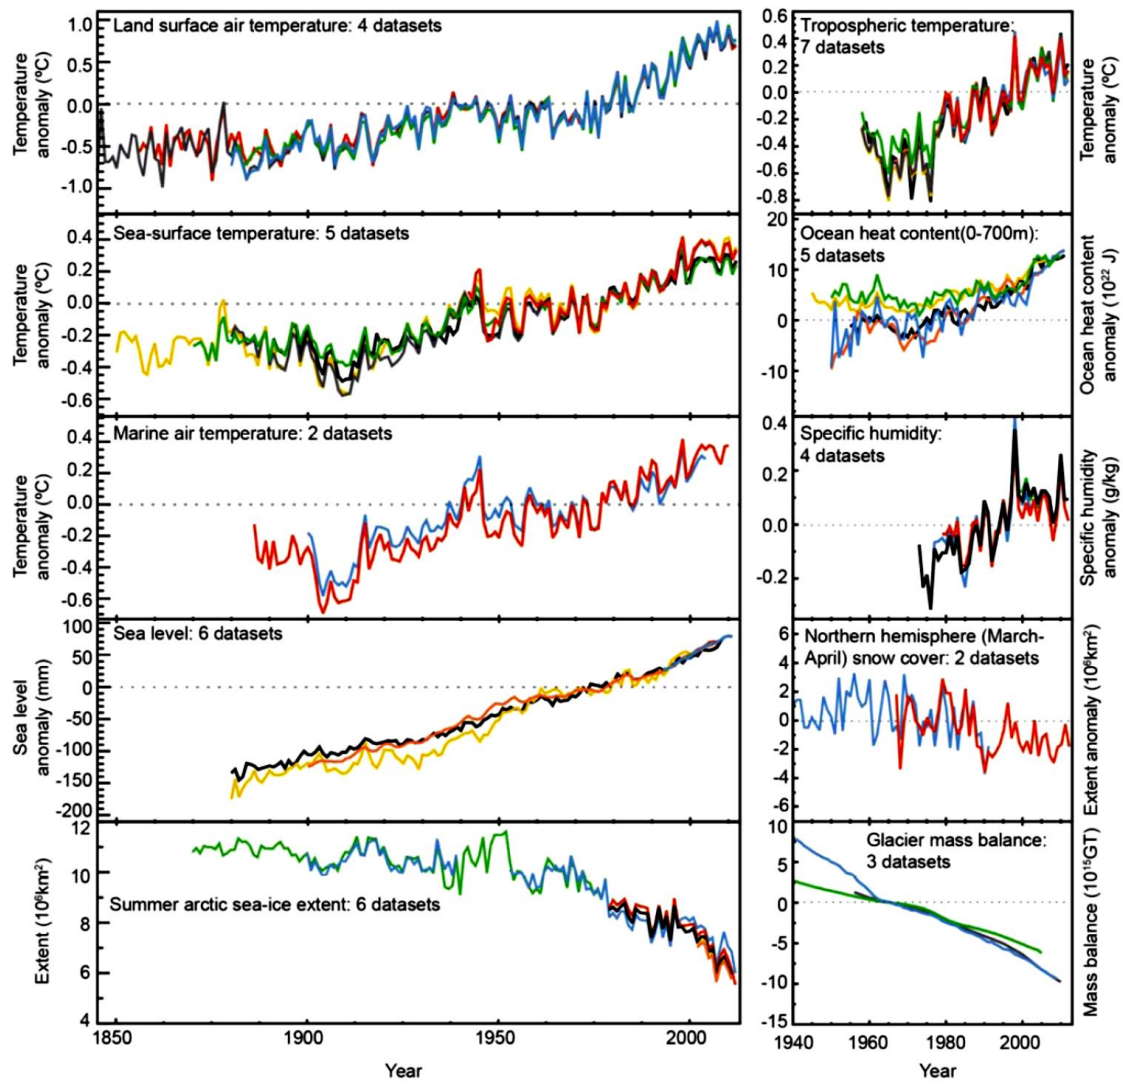 Land surface air temperature: 4 datasets
1.0
0.5
0.0
-0.5
-1.0
Temperature
anomaly (ºC)
Sea-surface temperature: 5 datasets
0.4
0.2
0.0
-0.2
-0.4
-0.6
Temperature
anomaly (ºC)
Marine air temperature: 2 datasets
0.4
0.2
0.0
-0.2
-0.4
-0.6
Temperature
anomaly (ºC)
Sea level: 6 datasets
100
50
0
-50
-100
-150
-200
Sea level
anomaly (mm)
Summer arctic sea-ice extent: 6 datasets
12
10
8
6
4
Extent (10⁶km²)
1850
1900
1950
2000
Year
Tropospheric temperature:
7 datasets
0.6
0.4
0.2
0.0
-0.2
-0.4
-0.6
-0.8
Temperature
anomaly (ºC)
Ocean heat content(0-700m):
5 datasets
20
10
0
-10
Ocean heat content
anomaly (10²² J)
Specific humidity:
4 datasets
0.4
0.2
0.0
-0.2
Specific humidity
anomaly (g/kg)
Northern hemisphere (March-
April) snow cover: 2 datasets
6
4
2
0
-2
-4
-6
Extent anomaly (10⁶km²)
Glacier mass balance:
3 datasets
10
5
0
-5
-10
-15
Mass balance (10¹⁵GT)
1940
1960
1980
2000
Year